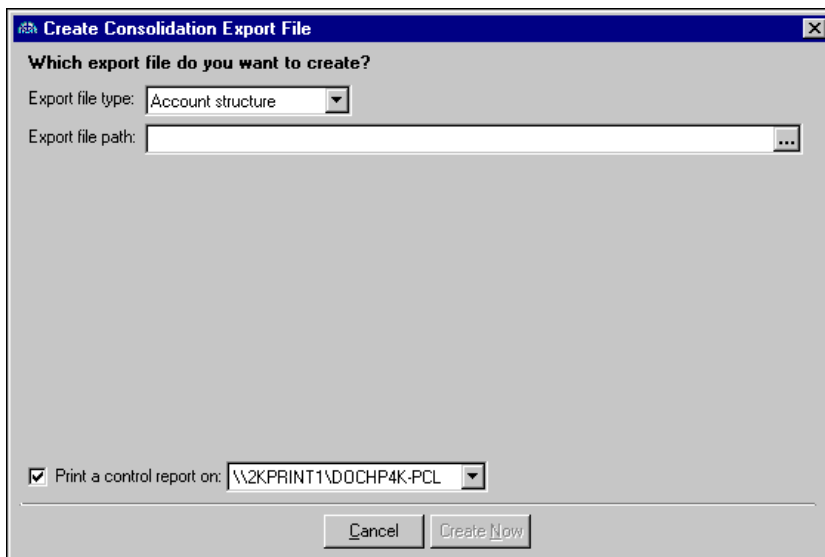 Create Consolidation Export File
Which export file do you want to create?
Export file type: Account structure
Export file path: ...
Print a control report on: \\2KPRINT1\DOCHP4K-PCL
Cancel Create Now